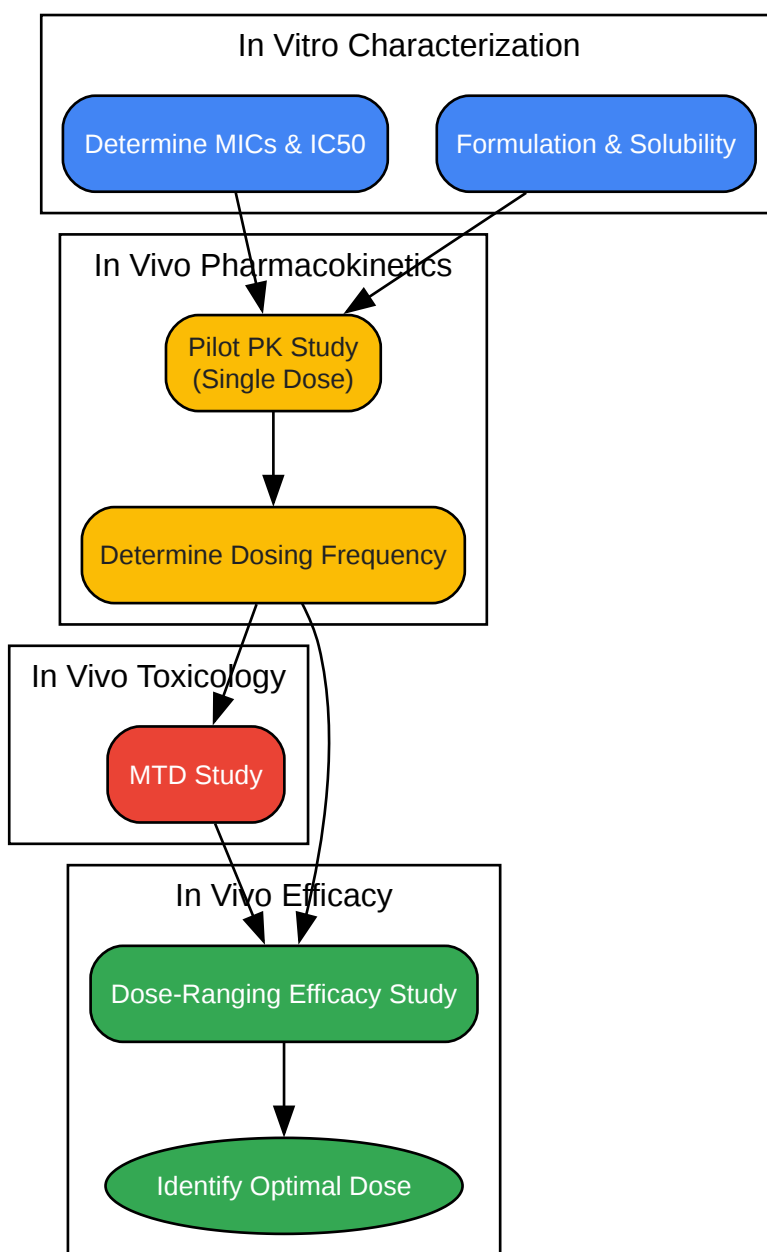 In Vitro Characterization
Determine MICs & IC50
Formulation & Solubility
In Vivo Pharmacokinetics
Pilot PK Study
(Single Dose)
Determine Dosing Frequency
In Vivo Toxicology
MTD Study
In Vivo Efficacy
Dose-Ranging Efficacy Study
Identify Optimal Dose